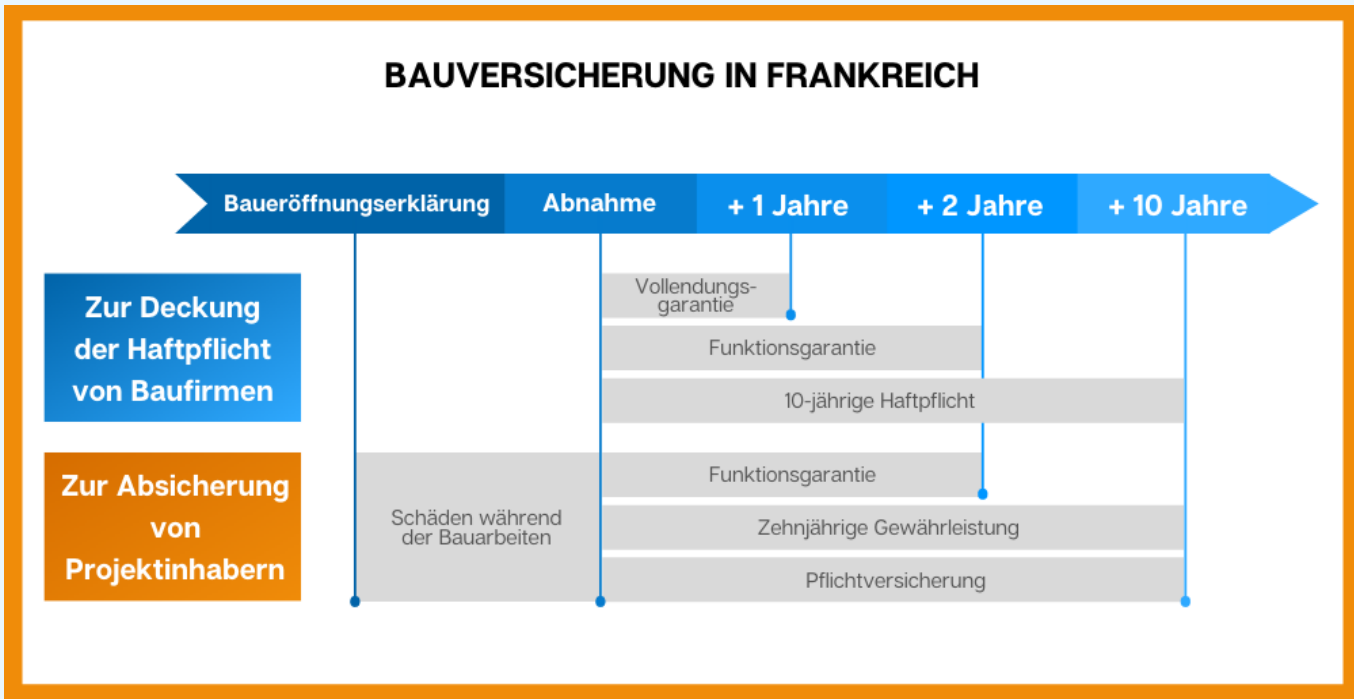 BAUVERSICHERUNG IN FRANKREICH
Baueröffnungserklärung
Abnahme
+ 1 Jahre
+ 2 Jahre
+ 10 Jahre
Zur Deckung
der Haftpflicht
von Baufirmen
Vollendungs-
garantie
Funktionsgarantie
10-jährige Haftpflicht
Zur Absicherung
von
Projektinhabern
Schäden während
der Bauarbeiten
Funktionsgarantie
Zehnjährige Gewährleistung
Pflichtversicherung